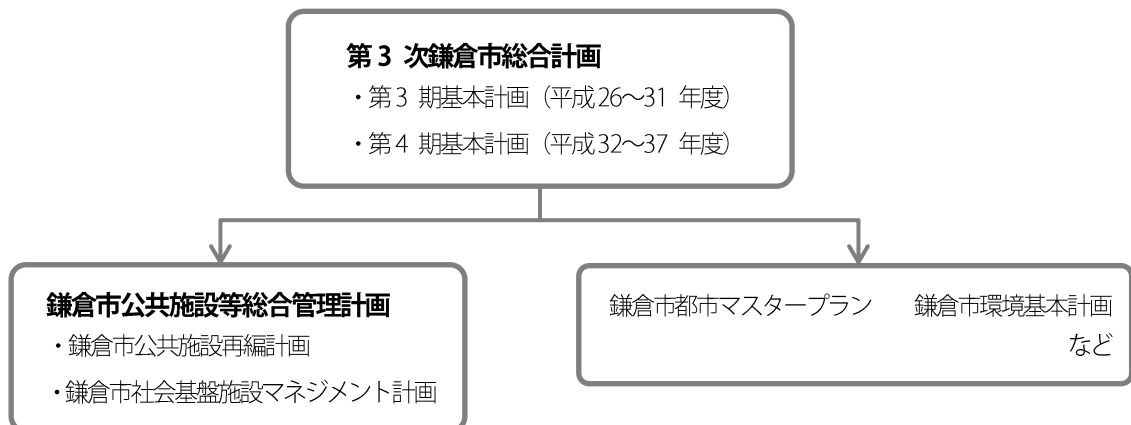 第3 次鎌倉市総合計画
・第3 期基本計画（平成26～31 年度）
・第4 期基本計画（平成32～37 年度）
鎌倉市公共施設等総合管理計画
・鎌倉市公共施設再編計画
・鎌倉市社会基盤施設マネジメント計画
鎌倉市都市マスタープラン　　鎌倉市環境基本計画
など